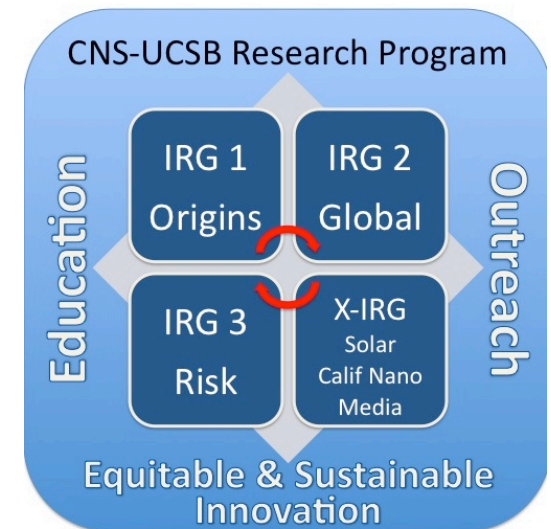 CNS-UCSB Research Program
Education
IRG 1
Origins
IRG 2
Global
Outreach
IRG 3
Risk
X-IRG
Solar
Calif Nano
Media
Equitable & Sustainable
Innovation